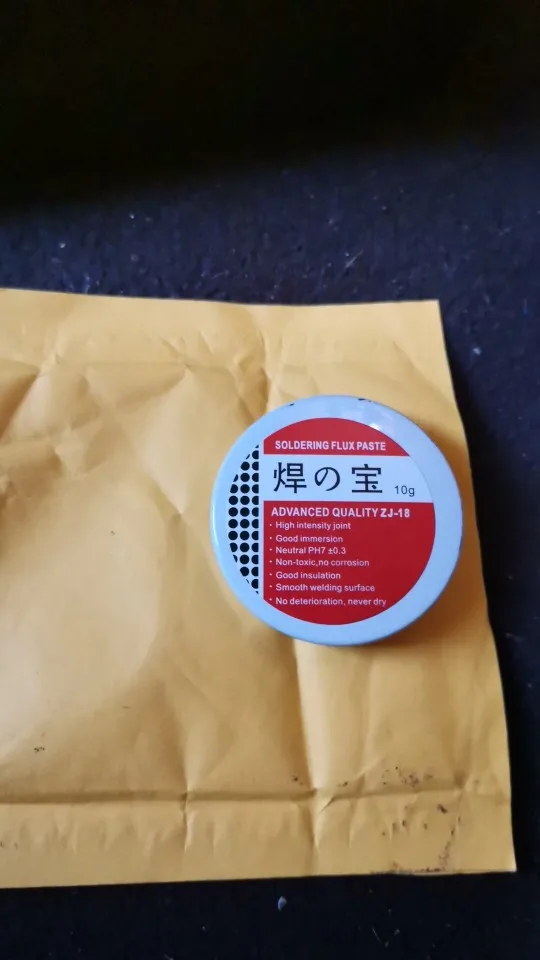 SOLDERING FLUX PASTE
焊の宝 10g
ADVANCED QUALITY ZJ-18
· High intensity joint
· Good immersion
· Neutral PH7 ±0.3
· Non-toxic,no corrosion
· Good insulation
· Smooth welding surface
· No deterioration, never dry